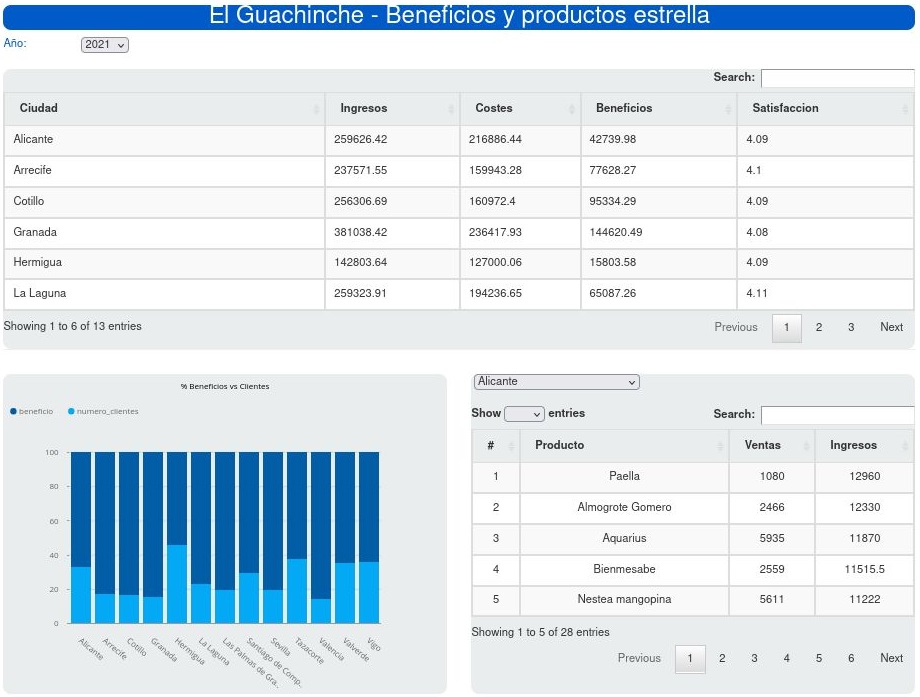 El Guachinche - Beneficios y productos estrella
Año: 2021
Search:
Ciudad Ingresos Costes Beneficios Satisfaccion
Alicante 259626.42 216886.44 42739.98 4.09
Arrecife 237571.55 159943.28 77628.27 4.1
Cotillo 256306.69 160972.4 95334.29 4.09
Granada 381038.42 236417.93 144620.49 4.08
Hermigua 142803.64 127000.06 15803.58 4.09
La Laguna 259323.91 194236.65 65087.26 4.11
Showing 1 to 6 of 13 entries Previous 1 2 3 Next
% Beneficios vs Clientes
beneficio numero_clientes
100
80
60
40
20
0
Alicante
Arrecife
Cotillo
Granada
Hermigua
La Laguna
Las Palmas de Gra..
Santiago de Comp..
Sevilla
Tazacorte
Valencia
Valverde
Vigo
Alicante
Show entries Search:
# Producto Ventas Ingresos
1 Paella 1080 12960
2 Almogrote Gomero 2466 12330
3 Aquarius 5935 11870
4 Bienmesabe 2559 11515.5
5 Nestea mangopina 5611 11222
Showing 1 to 5 of 28 entries
Previous 1 2 3 4 5 6 Next